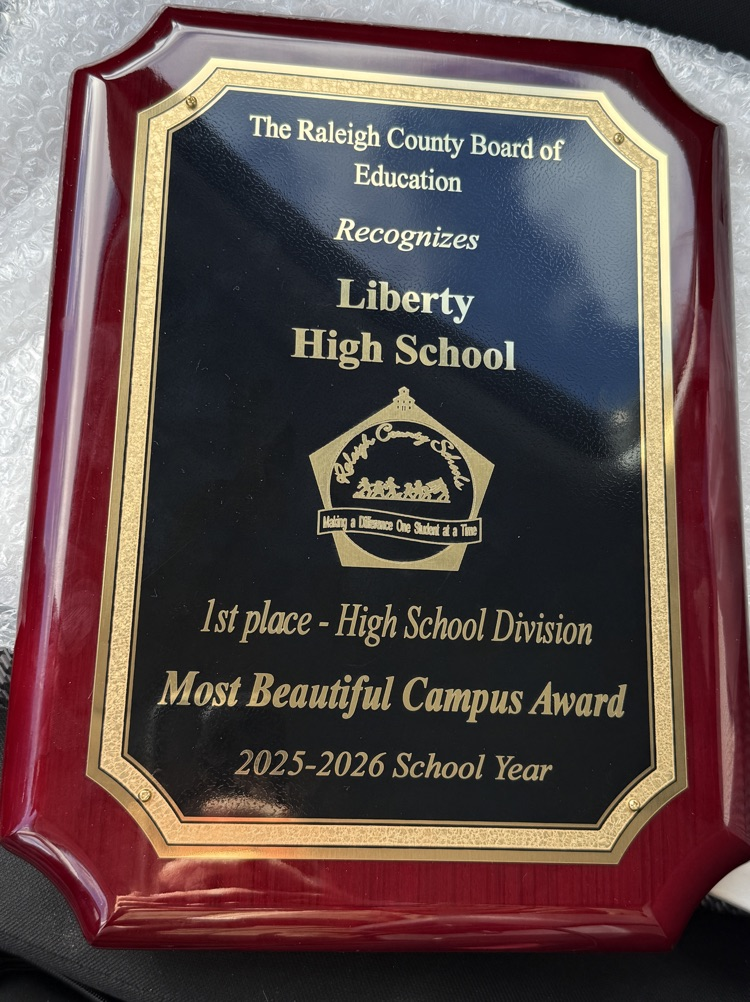 The Raleigh County Board of
Education
Recognizes
Liberty
High School
Raleigh County Schools
Making a Difference One Student at a Time
1st place - High School Division
Most Beautiful Campus Award
2025-2026 School Year